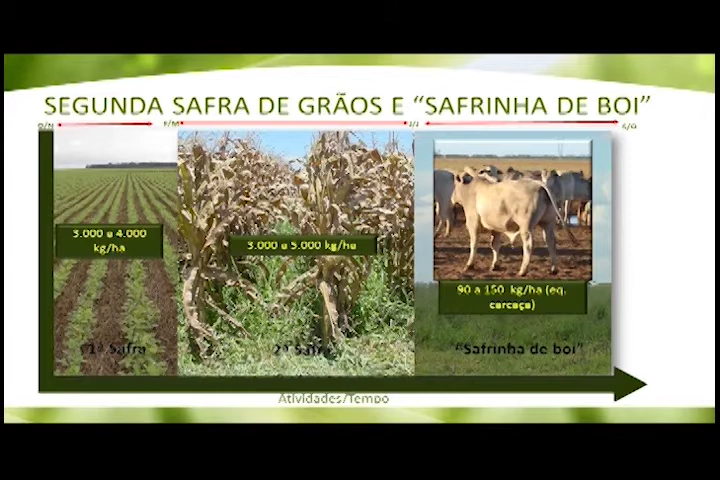 SEGUNDA SAFRA DE GRÃOS E “SAFRINHA DE BOI”
O/N F/M J/J S/O
3.000 a 4.000
kg/ha
3.000 a 5.000 kg/ha
90 a 150 kg/ha (eq.
carcaça)
1ª Safra
2ª Safra
“Safrinha de boi”
Atividades/Tempo